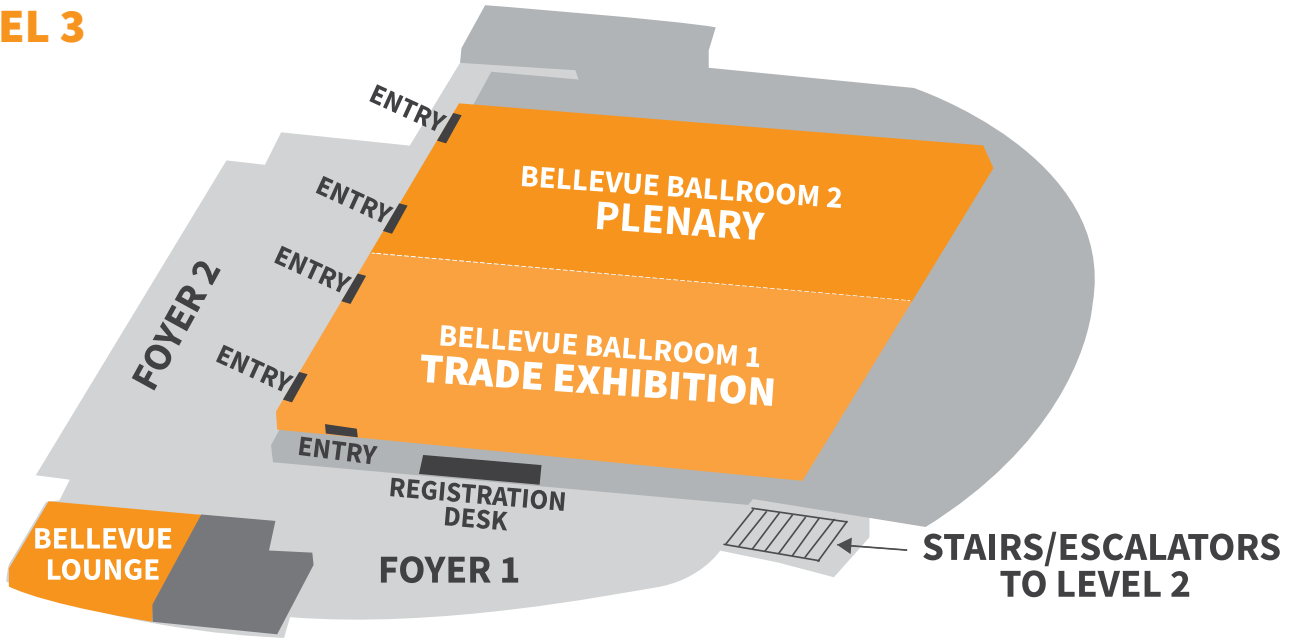 EL 3
ENTRY
ENTRY
BELLEVUE BALLROOM 2
PLENARY
ENTRY
FOYER 2
BELLEVUE BALLROOM 1
TRADE EXHIBITION
ENTRY
ENTRY
REGISTRATION
DESK
BELLEVUE
LOUNGE
FOYER 1
STAIRS/ESCALATORS
TO LEVEL 2